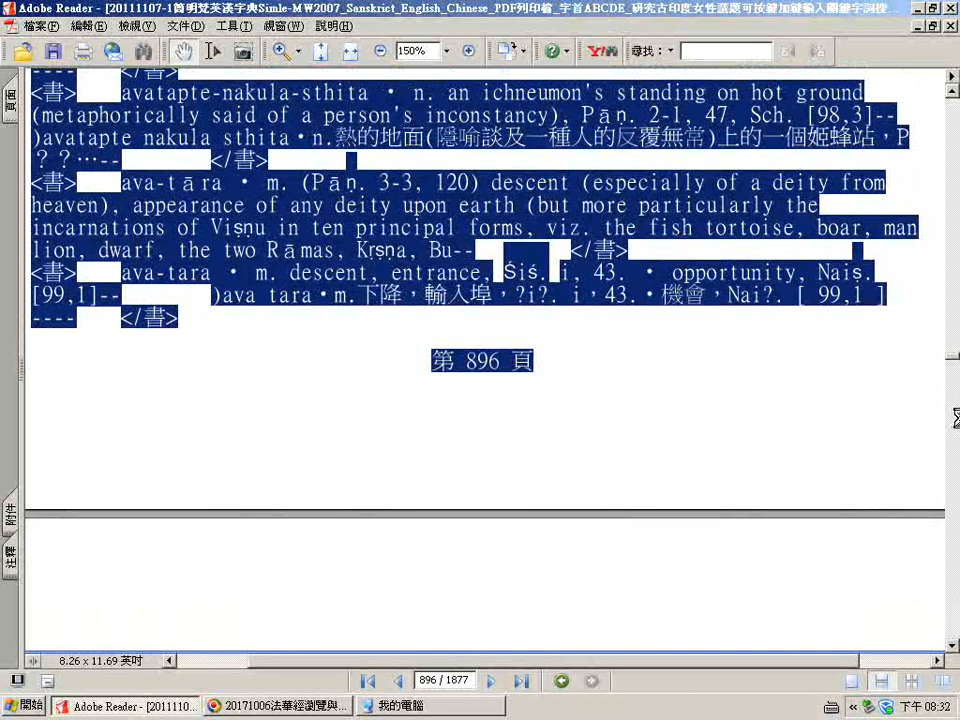 Adobe Reader - [20111107-1簡明梵英漢字典Simle-MW2007_Sanskrict_English_Chinese_PDF列印檔_字首ABCDE_研究古印度女性議題可按鍵加鍵輸入關鍵字詞搜
檔案(F) 編輯(E) 檢視(V) 文件(D) 工具(T) 視窗(W) 說明(H)
150% 尋找:
頁面
---- </書>
<書> avatapte-nakula-sthita ‧ n. an ichneumon's standing on hot ground
(metaphorically said of a person's inconstancy), Pāṇ. 2-1, 47, Sch. [98,3]--
)avatapte nakula sthita‧n.熱的地面(隱喻談及一種人的反覆無常)上的一個姬蜂站，P
??…-- </書>
<書> ava-tāra ‧ m. (Pāṇ. 3-3, 120) descent (especially of a deity from
heaven), appearance of any deity upon earth (but more particularly the
incarnations of Viṣṇu in ten principal forms, viz. the fish tortoise, boar, man
lion, dwarf, the two Rāmas, Kṛṣṇa, Bu-- </書>
<書> ava-tara ‧ m. descent, entrance, Śiś. i, 43. ‧ opportunity, Naiṣ.
[99,1]-- )ava tara‧m.下降，輸入埠，?i?. i，43.‧機會，Nai?. [ 99,1 ]
---- </書>
第 896 頁
附件
注釋
8.26 x 11.69 英吋
896 / 1877
開始 Adobe Reader - [2011110... 20171006法華經瀏覽與... 我的電腦 下午 08:32